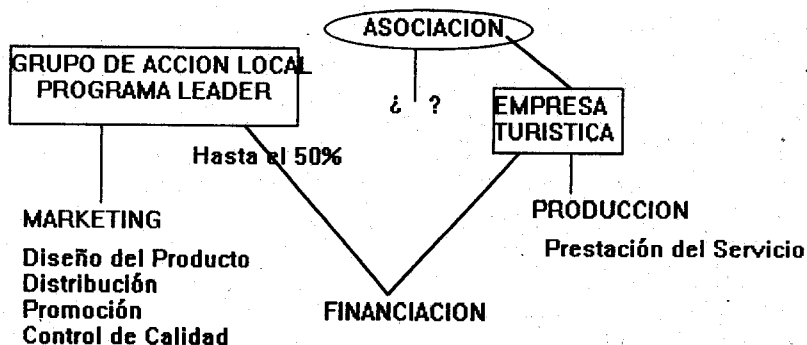 ASOCIACION
GRUPO DE ACCION LOCAL
PROGRAMA LEADER
¿ ?
EMPRESA
TURISTICA
Hasta el 50%
MARKETING
Diseño del Producto
Distribución
Promoción
Control de Calidad
PRODUCCION
Prestación del Servicio
FINANCIACION